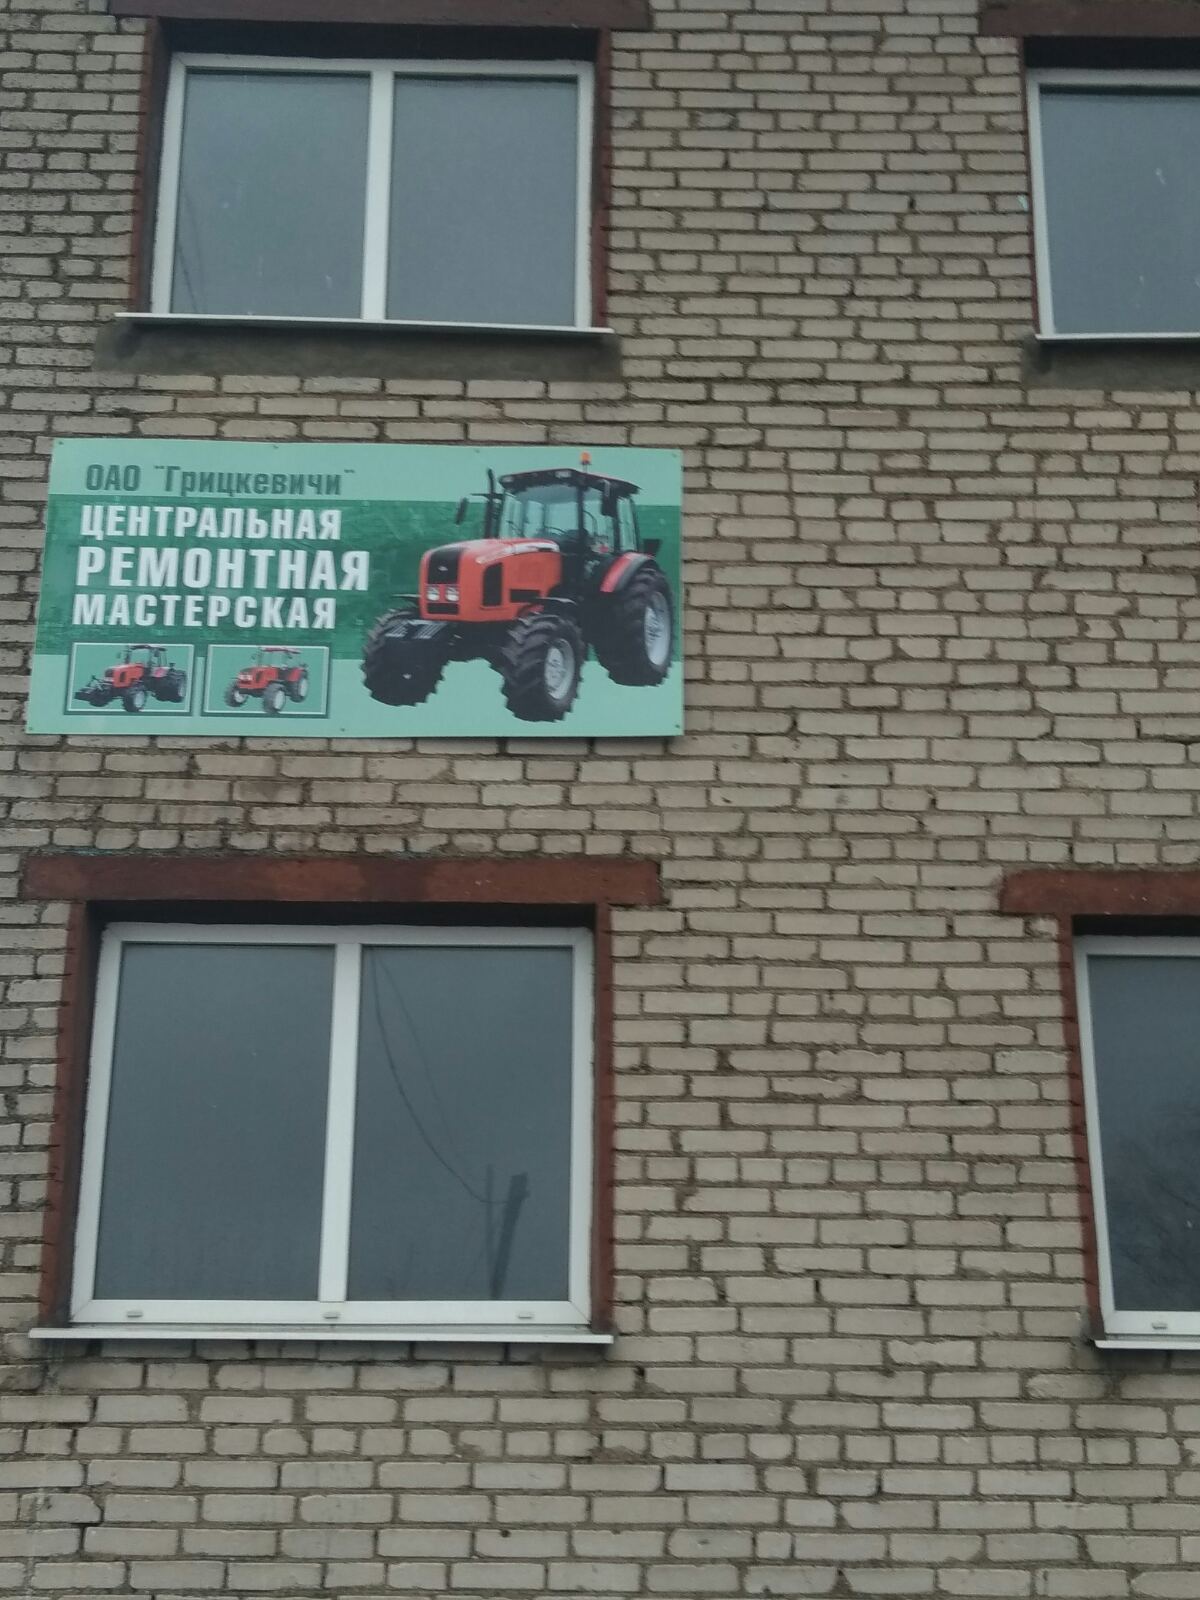 ОАО "Грицкевичи"
ЦЕНТРАЛЬНАЯ
РЕМОНТНАЯ
МАСТЕРСКАЯ